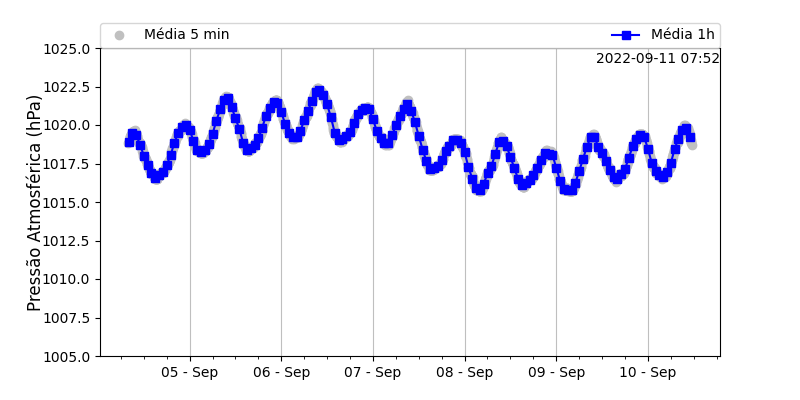 Média 5 min
Média 1h
2022-09-11 07:52
Pressão Atmosférica (hPa)
1025.0
1022.5
1020.0
1017.5
1015.0
1012.5
1010.0
1007.5
1005.0
05 - Sep
06 - Sep
07 - Sep
08 - Sep
09 - Sep
10 - Sep